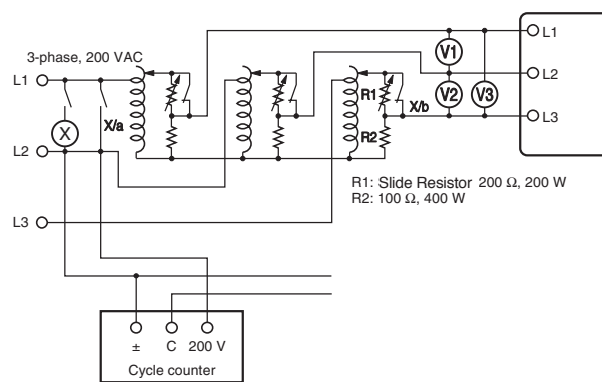 3-phase, 200 VAC
L1
L2
L3
X
X/a
R1
R2
X/b
V1
V2
V3
L1
L2
L3
R1: Slide Resistor 200 Ω, 200 W
R2: 100 Ω, 400 W
± C 200 V
Cycle counter